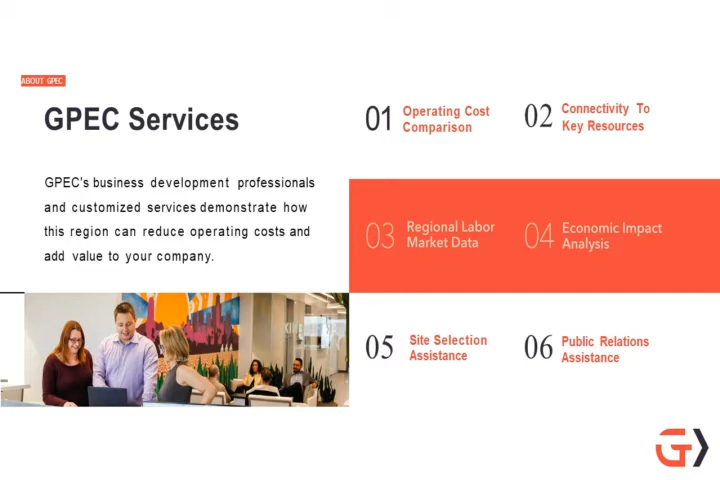 ABOUT GPEC
GPEC Services
GPEC's business development professionals
and customized services demonstrate how
this region can reduce operating costs and
add value to your company.
01 Operating Cost
Comparison
02 Connectivity To
Key Resources
03 Regional Labor
Market Data
04 Economic Impact
Analysis
05 Site Selection
Assistance
06 Public Relations
Assistance